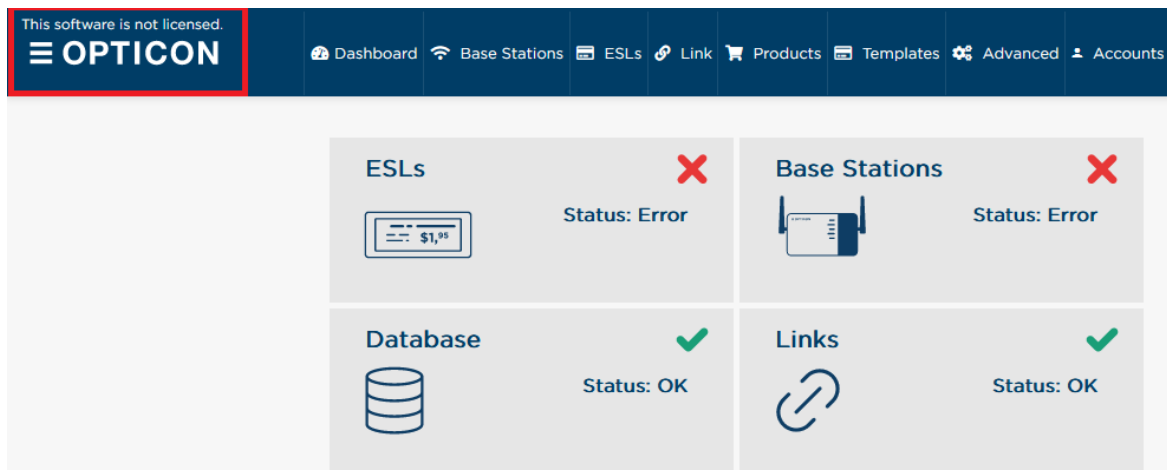 This software is not licensed.
OPTICON
Dashboard Base Stations ESLs Link Products Templates Advanced Accounts
ESLs Base Stations
Status: Error Status: Error
$1,95
Database Links
Status: OK Status: OK